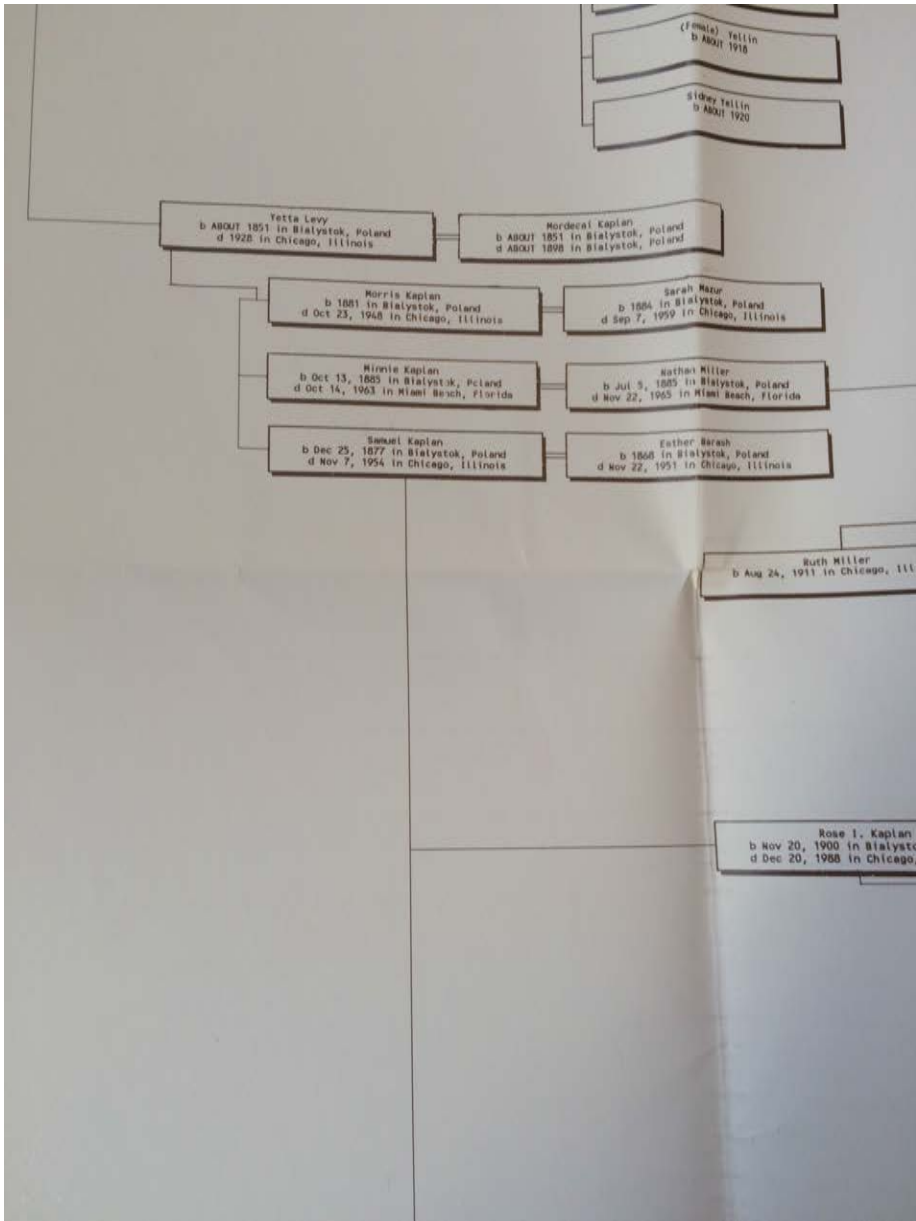 (Female) Yellin
b ABOUT 1918
Sidney Yellin
b ABOUT 1920
Yetta Levy
b ABOUT 1851 in Bialystok, Poland
d 1928 in Chicago, Illinois
Mordecai Kaplan
b ABOUT 1851 in Bialystok, Poland
d ABOUT 1898 in Bialystok, Poland
Morris Kaplan
b 1881 in Bialystok, Poland
d Oct 23, 1948 in Chicago, Illinois
Sarah Mazur
b 1884 in Bialystok, Poland
d Sep 7, 1959 in Chicago, Illinois
Minnie Kaplan
b Oct 13, 1885 in Bialystok, Poland
d Oct 14, 1963 in Miami Beach, Florida
Nathan Miller
b Jul 5, 1885 in Bialystok, Poland
d Nov 22, 1965 in Miami Beach, Florida
Samuel Kaplan
b Dec 25, 1877 in Bialystok, Poland
d Nov 7, 1954 in Chicago, Illinois
Esther Barash
b 1868 in Bialystok, Poland
d Nov 22, 1951 in Chicago, Illinois
Ruth Miller
b Aug 24, 1911 in Chicago, Ill
Rose I. Kaplan
b Nov 20, 1900 in Bialysto
d Dec 20, 1988 in Chicago,